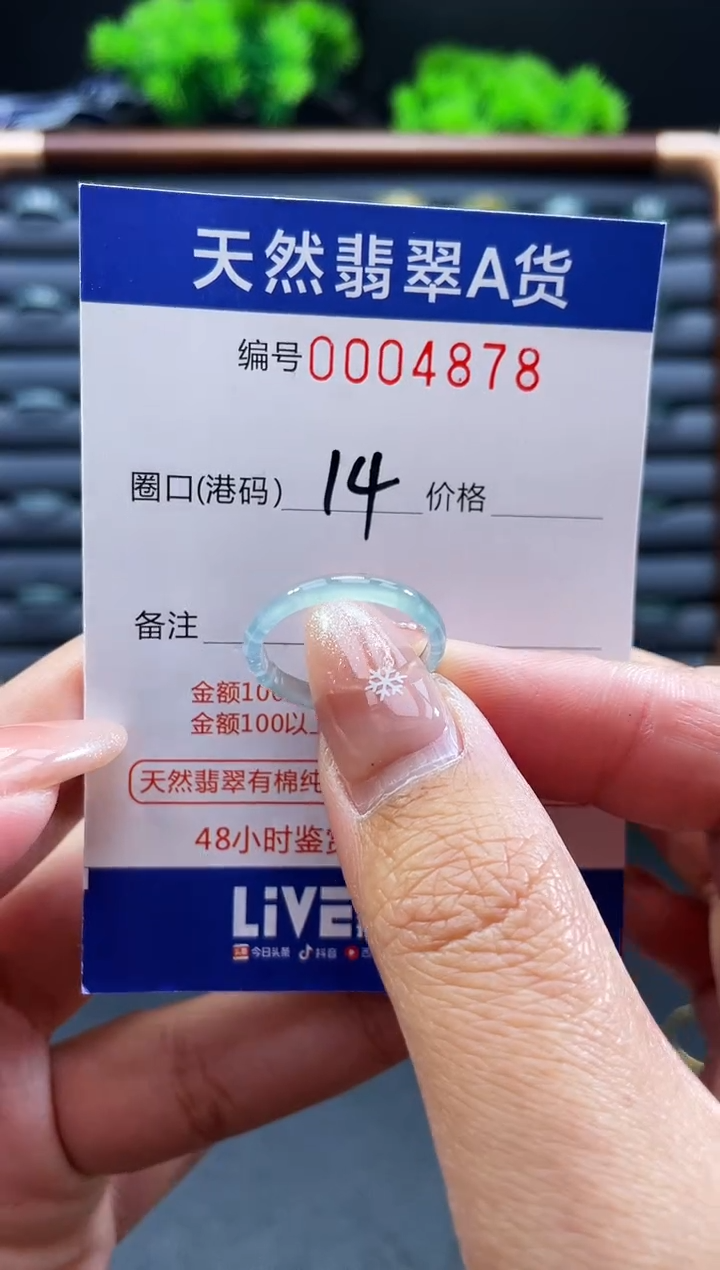 天然翡翠A货
编号0004878
圈口(港码) 14 价格
备注
金额10
金额100以
天然翡翠有棉纯
48小时鉴赏
LiVE
今日头条 抖音